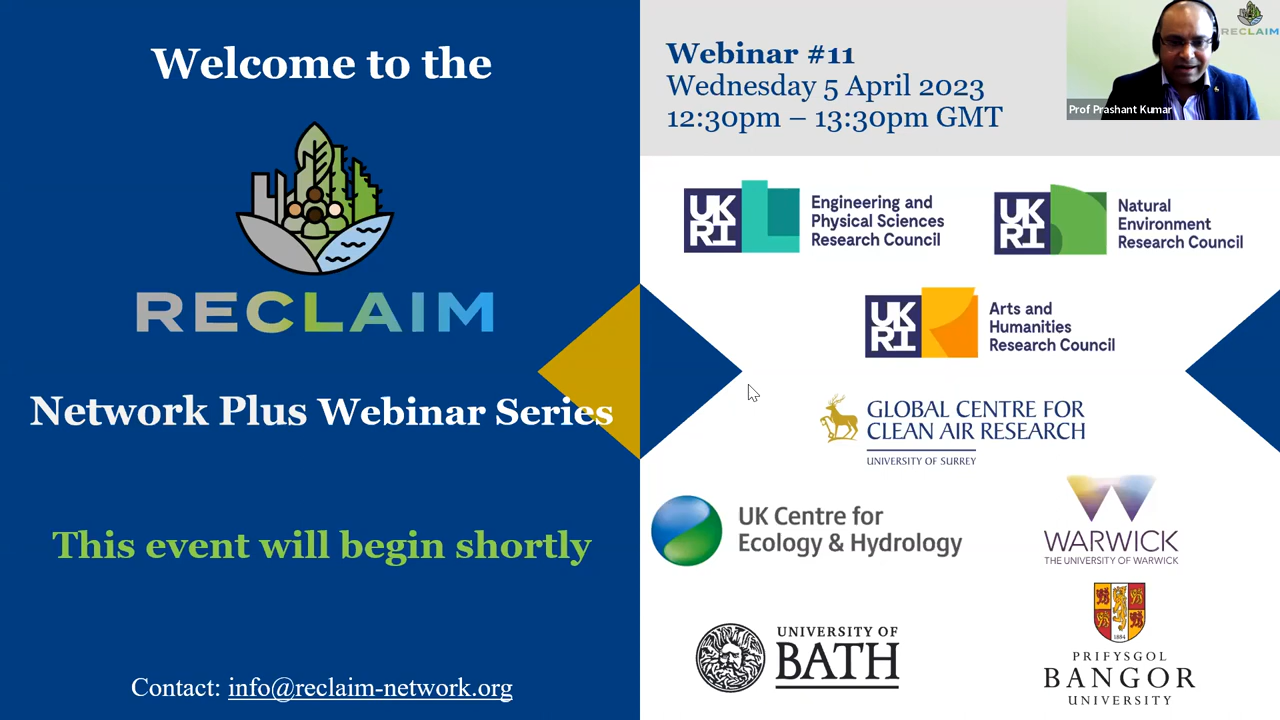 Welcome to the
RECLAIM
Network Plus Webinar Series
This event will begin shortly
Contact: info@reclaim-network.org
Webinar #11
Wednesday 5 April 2023
12:30pm – 13:30pm GMT
RECLAIM
Prof Prashant Kumar
UK
RI
Engineering and
Physical Sciences
Research Council
UK
RI
Natural
Environment
Research Council
UK
RI
Arts and
Humanities
Research Council
GLOBAL CENTRE FOR
CLEAN AIR RESEARCH
UNIVERSITY OF SURREY
UK Centre for
Ecology & Hydrology
WARWICK
THE UNIVERSITY OF WARWICK
UNIVERSITY OF
BATH
1884
PRIFYSGOL
BANGOR
UNIVERSITY